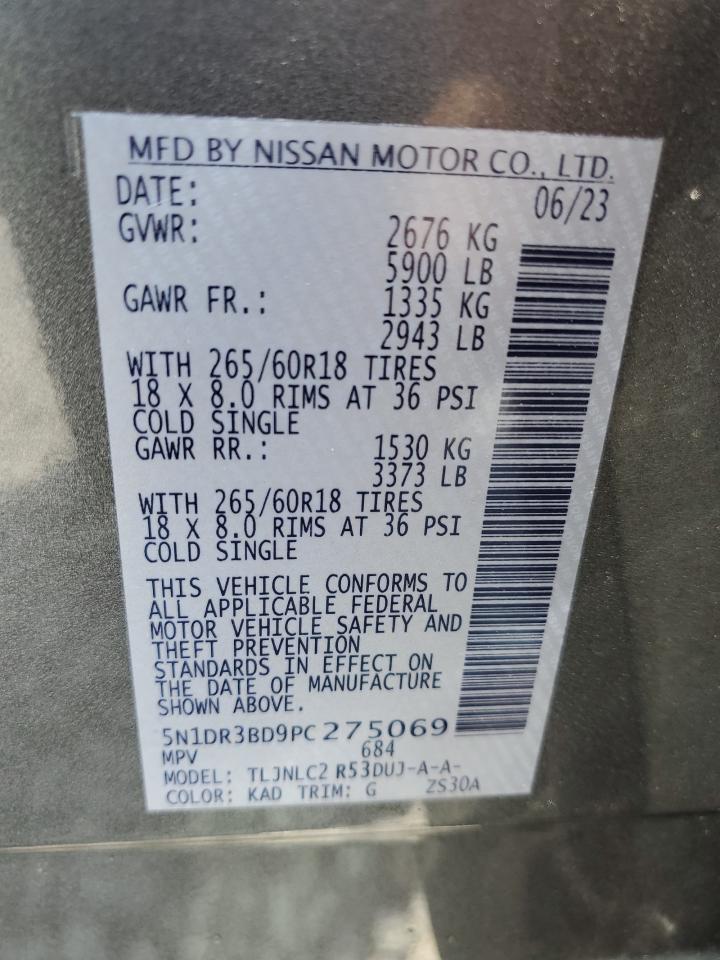 MFD BY NISSAN MOTOR CO., LTD.
DATE: 06/23
GVWR: 2676 KG
5900 LB
GAWR FR.: 1335 KG
2943 LB
WITH 265/60R18 TIRES
18 X 8.0 RIMS AT 36 PSI
COLD SINGLE
GAWR RR.: 1530 KG
3373 LB
WITH 265/60R18 TIRES
18 X 8.0 RIMS AT 36 PSI
COLD SINGLE
THIS VEHICLE CONFORMS TO
ALL APPLICABLE FEDERAL
MOTOR VEHICLE SAFETY AND
THEFT PREVENTION
STANDARDS IN EFFECT ON
THE DATE OF MANUFACTURE
SHOWN ABOVE.
5N1DR3BD9PC275069
MPV 684
MODEL: TLJNLC2 R53DUJ-A-A-
COLOR: KAD TRIM: G ZS30A